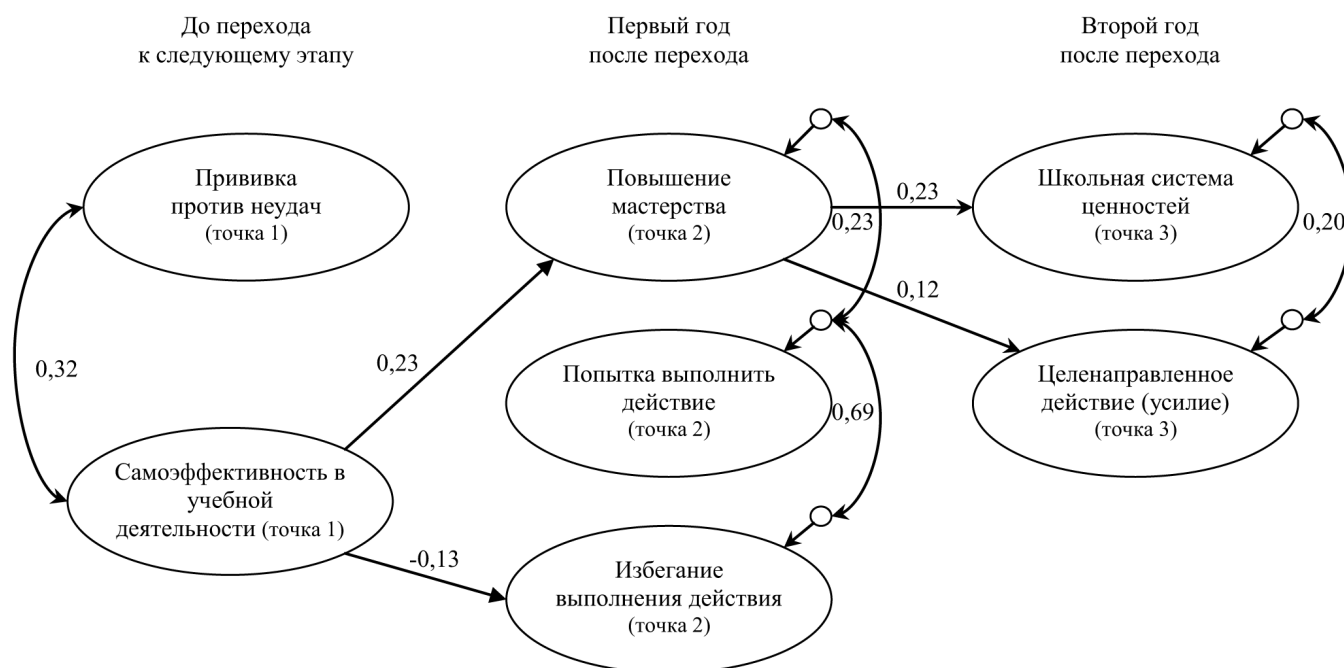 До перехода
к следующему этапу
Первый год
после перехода
Второй год
после перехода
Прививка
против неудач
(точка 1)
Повышение
мастерства
(точка 2)
0,23
0,23
Школьная система
ценностей
(точка 3)
0,20
0,12
0,32
0,23
Попытка выполнить
действие
(точка 2)
0,69
Целенаправленное
действие (усилие)
(точка 3)
Самоэффективность в
учебной
деятельности (точка 1)
-0,13
Избегание
выполнения действия
(точка 2)